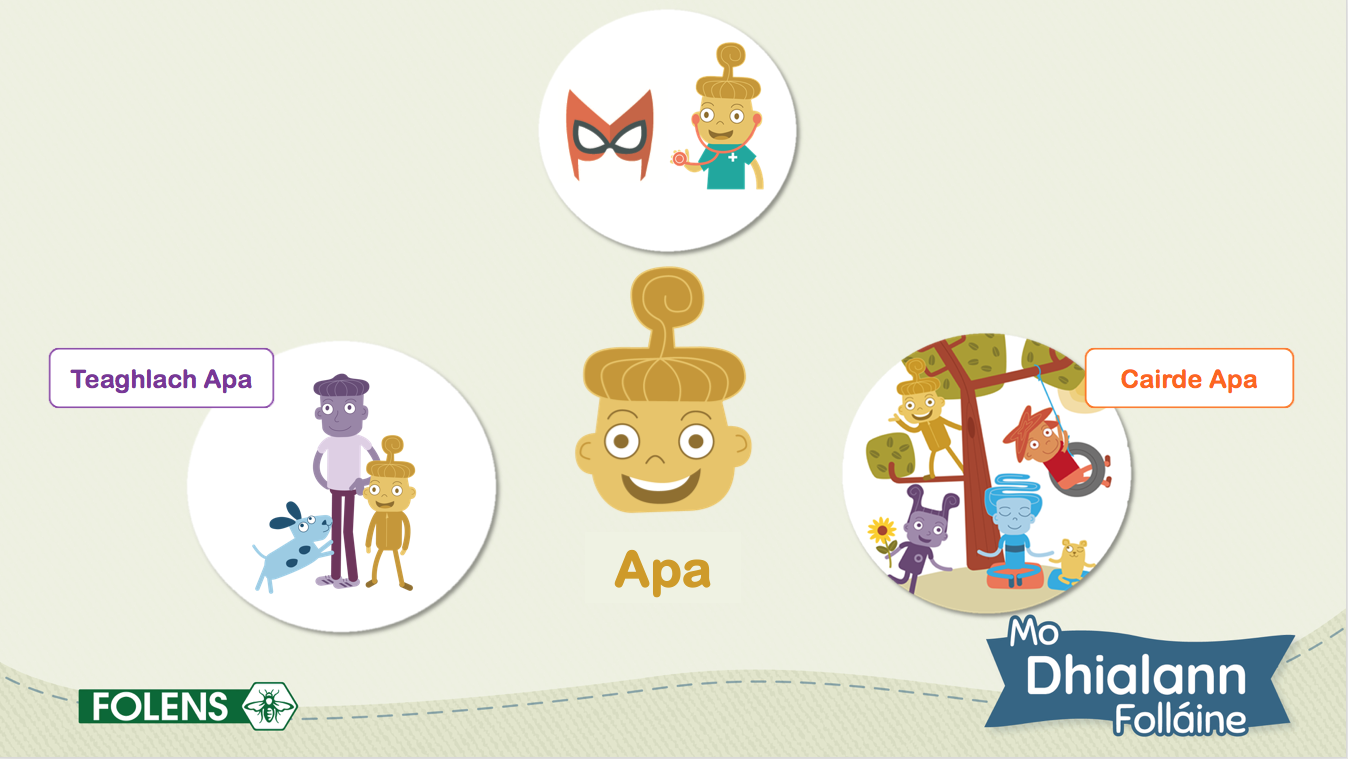 Teaghlach Apa
Cairde Apa
Apa
FOLENS
Mo
Dhialann
Folláine